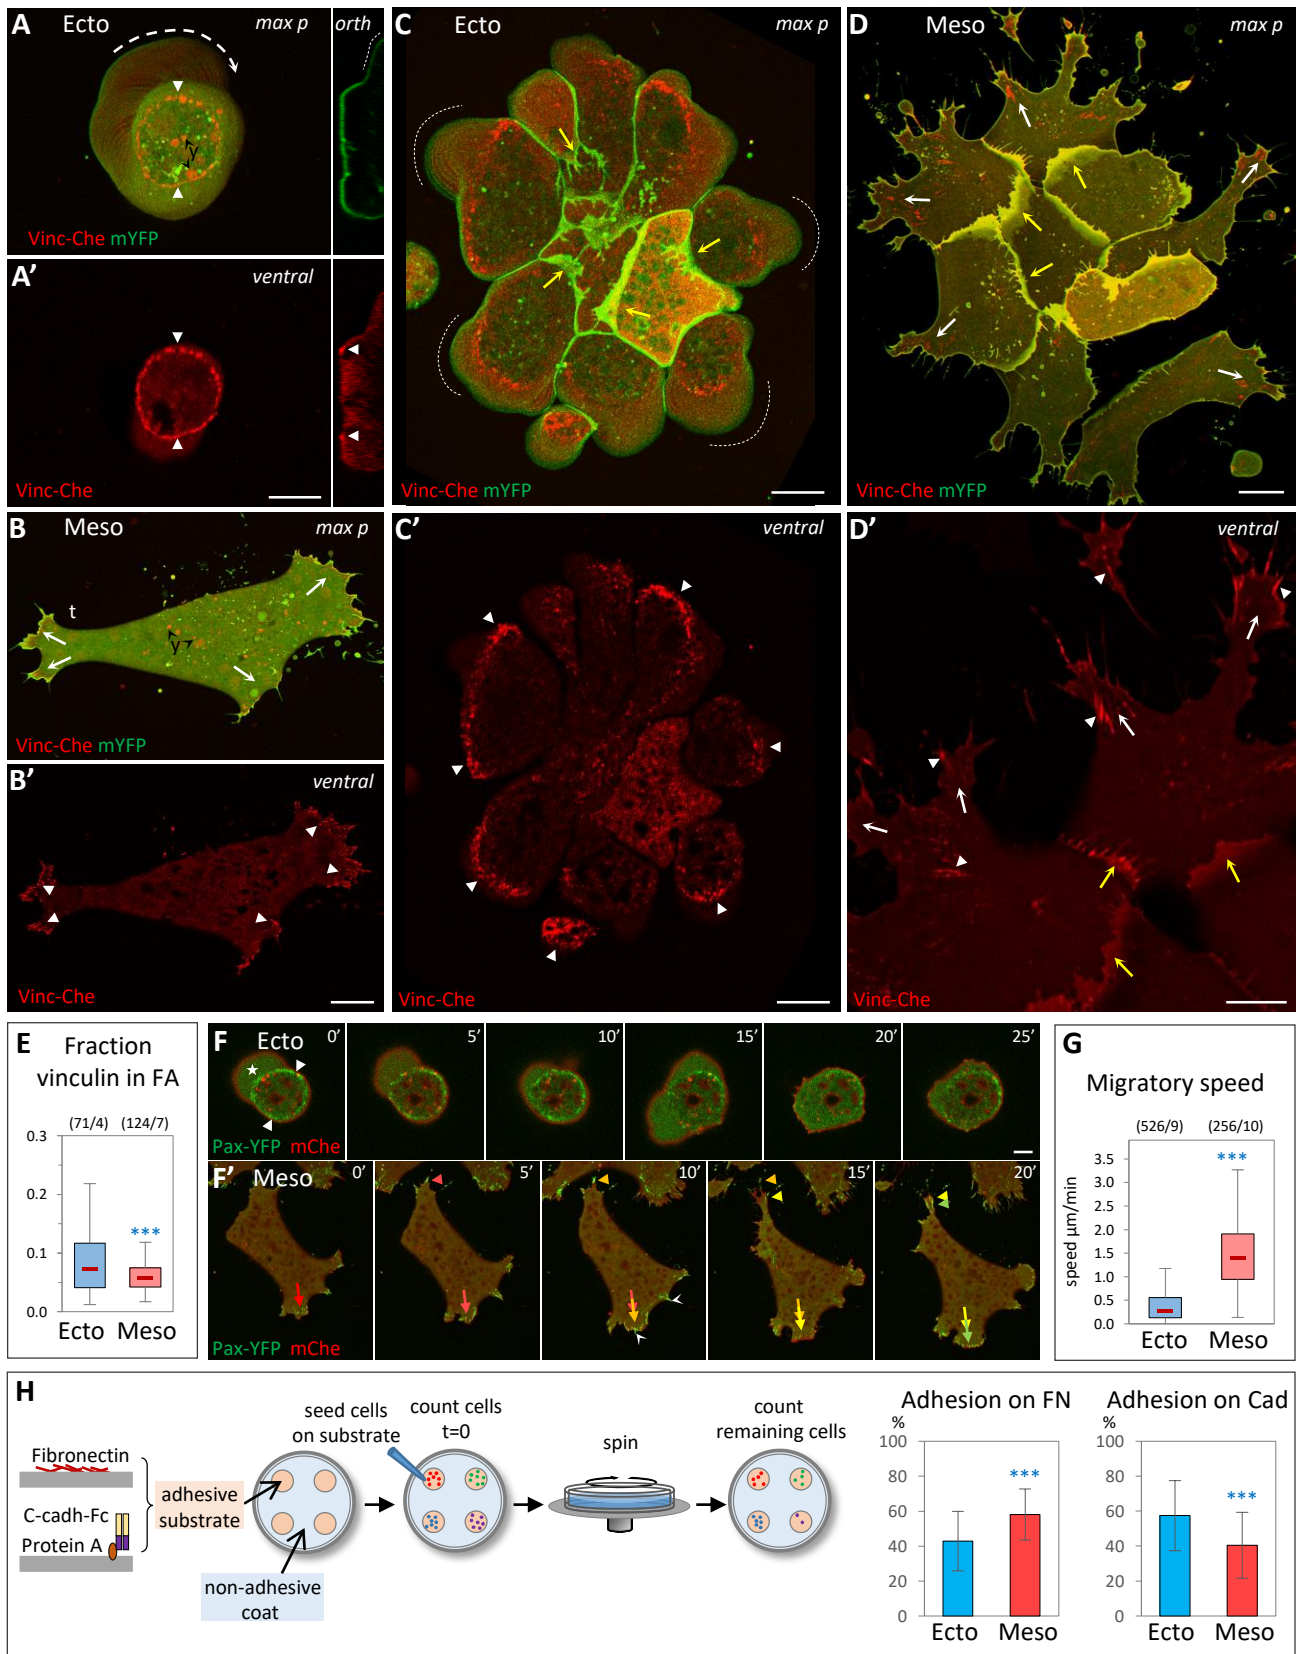 A Ecto max p orth
y
Vinc-Che mYFP
A’ ventral
Vinc-Che
B Meso max p
t
y
Vinc-Che mYFP
B’ ventral
Vinc-Che
C Ecto max p
Vinc-Che mYFP
C’ ventral
Vinc-Che
D Meso max p
Vinc-Che mYFP
D’ ventral
Vinc-Che
E Fraction
vinculin in FA
(71/4) (124/7)
0.3
0.2
***
0.1
0.0
Ecto Meso
F Ecto 0’ 5’ 10’ 15’ 20’ 25’
Pax-YFP mChe
F’ Meso 0’ 5’ 10’ 15’ 20’
Pax-YFP mChe
G
Migratory speed
(526/9) (256/10)
***
speed µm/min
3.5
3.0
2.5
2.0
1.5
1.0
0.5
0.0
Ecto Meso
H
Fibronectin
C-cadh-Fc
Protein A
adhesive
substrate
non-adhesive
coat
seed cells
on substrate
count cells
t=0
spin
count
remaining cells
Adhesion on FN
%
100
80
60
40
20
0
***
Ecto Meso
Adhesion on Cad
%
100
80
60
40
20
0
***
Ecto Meso